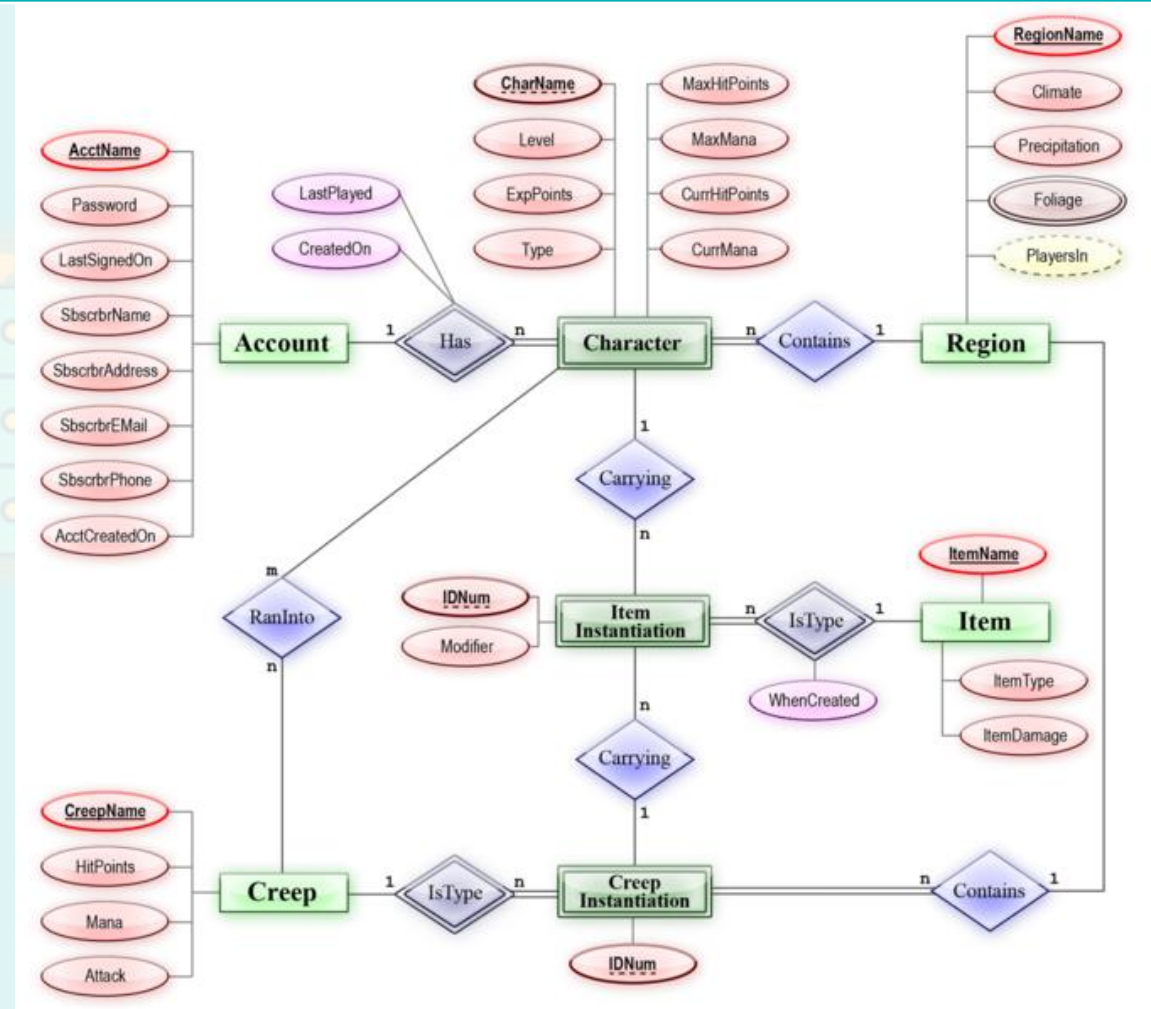 RegionName
CharName
MaxHitPoints
Climate
AcctName
Level
MaxMana
Precipitation
Password
LastPlayed
ExpPoints
CurrHitPoints
Foliage
LastSignedOn
CreatedOn
Type
CurrMana
PlayersIn
SbscrbrName
Account
1
Has
n
Character
n
Contains
1
Region
SbscrbrAddress
SbscrbrEMail
1
SbscrbrPhone
Carrying
AcctCreatedOn
n
ItemName
m
RanInto
IDNum
Item
Instantiation
n
IsType
1
Item
Modifier
n
ItemType
WhenCreated
n
ItemDamage
Carrying
CreepName
1
HitPoints
Creep
1
IsType
n
Creep
Instantiation
n
Contains
1
Mana
Attack
IDNum